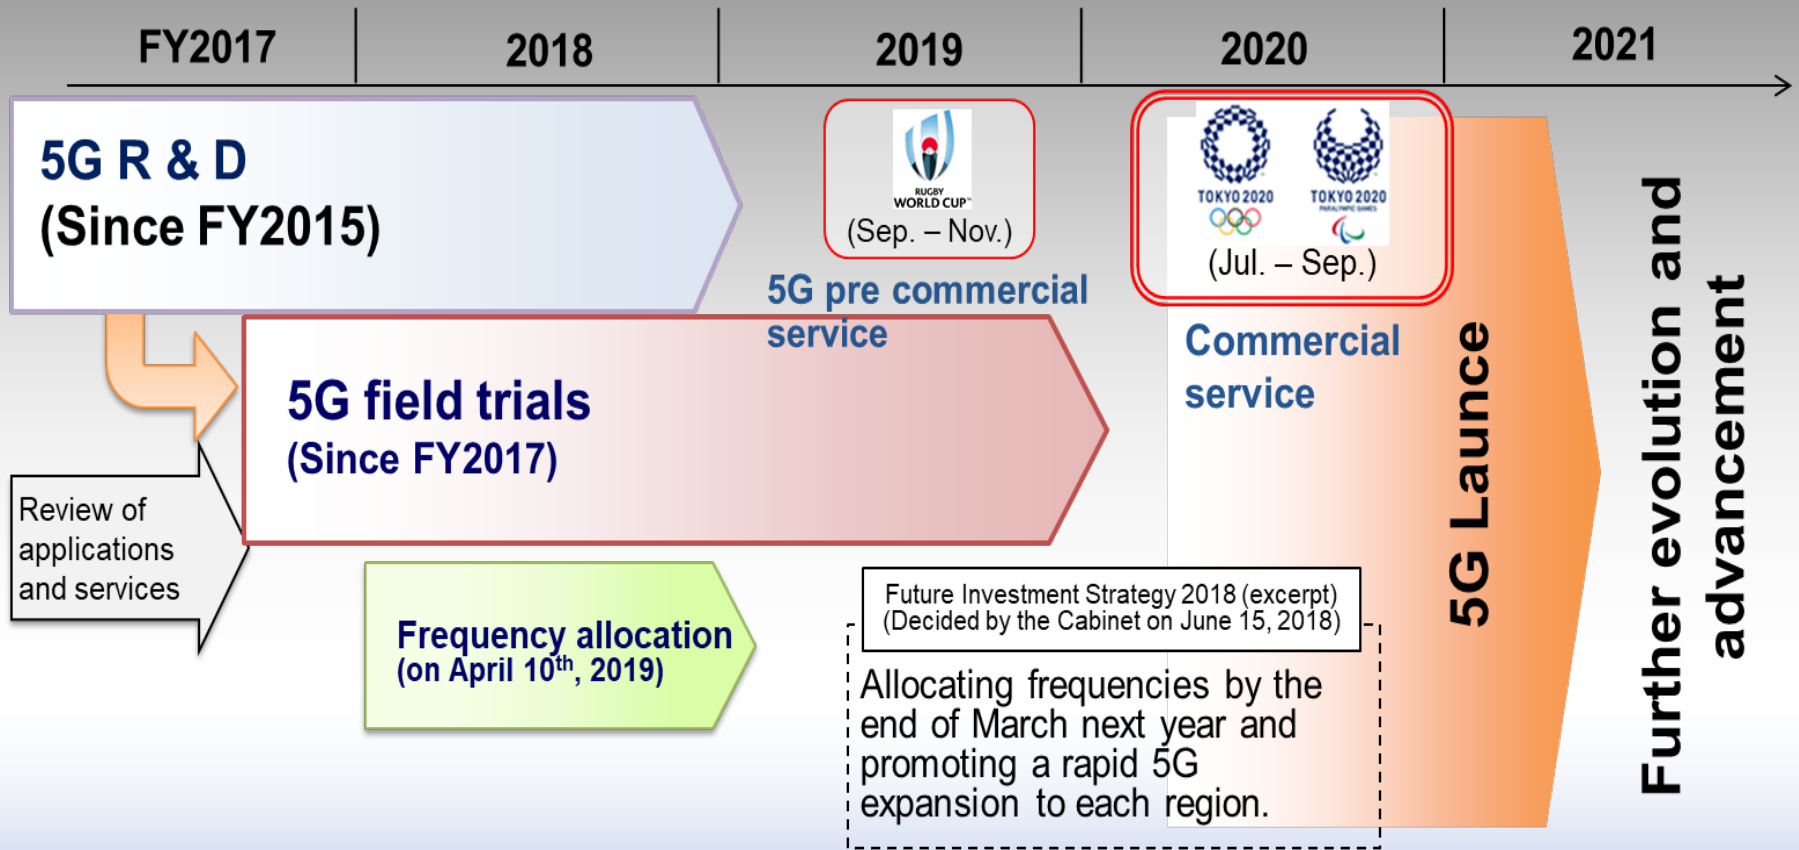 FY2017
2018
2019
2020
2021
5G R & D
(Since FY2015)
RUGBY
WORLD CUP™
(Sep. – Nov.)
TOKYO 2020
TOKYO 2020
PARALYMPIC GAMES
(Jul. – Sep.)
5G pre commercial
service
Commercial
service
5G field trials
(Since FY2017)
Review of
applications
and services
Frequency allocation
(on April 10th, 2019)
Future Investment Strategy 2018 (excerpt)
(Decided by the Cabinet on June 15, 2018)
Allocating frequencies by the
end of March next year and
promoting a rapid 5G
expansion to each region.
5G Launce
Further evolution and
advancement